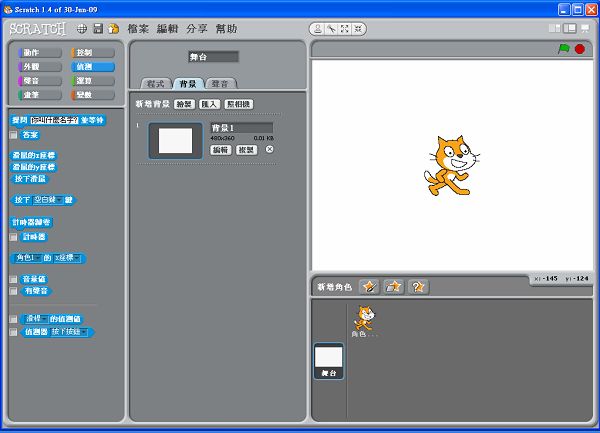 Scratch 1.4 of 30-Jun-09
SCRATCH 檔案 編輯 分享 幫助
動作 控制
外觀 偵測
聲音 運算
畫筆 變數
舞台
程式 背景 聲音
新增背景 繪製 匯入 照相機
1 背景1
480x360 0.01 KB
編輯 複製
提問 你叫什麼名字? 並等待
答案
滑鼠的x座標
滑鼠的y座標
按下滑鼠
按下 空白鍵 鍵
計時器歸零
計時器
角色1 的 x座標
音量值
有聲音
滑桿 的偵測值
偵測器 按下按鈕
x: -145 y: -124
新增角色
角色...
舞台